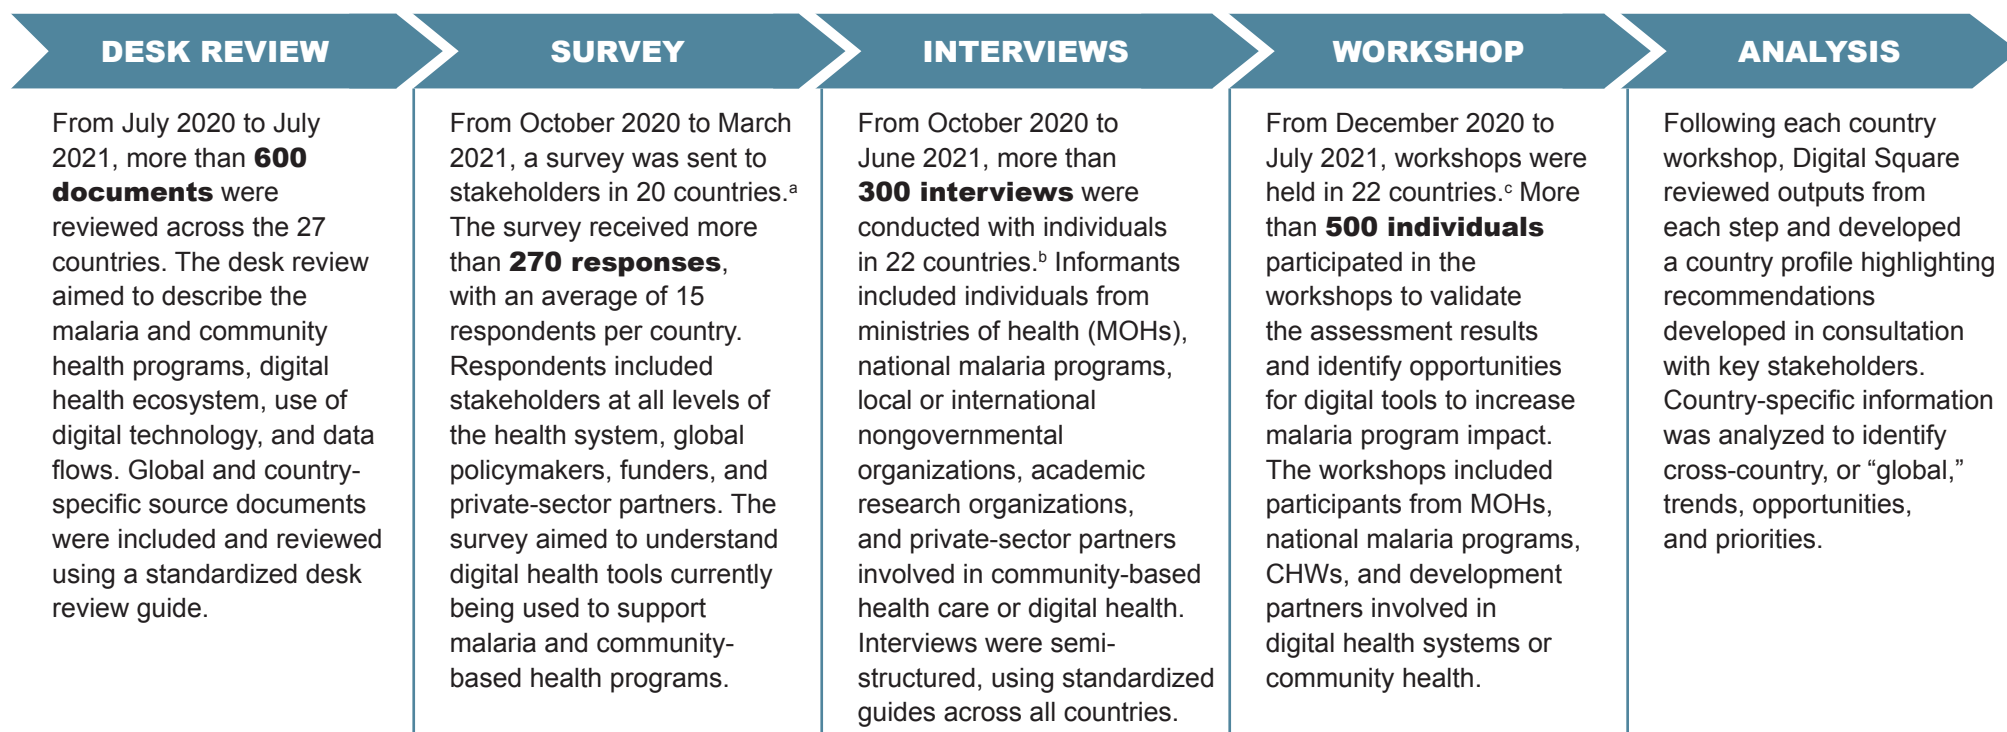 DESK REVIEW
From July 2020 to July
2021, more than 600
documents were
reviewed across the 27
countries. The desk review
aimed to describe the
malaria and community
health programs, digital
health ecosystem, use of
digital technology, and data
flows. Global and country-
specific source documents
were included and reviewed
using a standardized desk
review guide.
SURVEY
From October 2020 to March
2021, a survey was sent to
stakeholders in 20 countries.a
The survey received more
than 270 responses,
with an average of 15
respondents per country.
Respondents included
stakeholders at all levels of
the health system, global
policymakers, funders, and
private-sector partners. The
survey aimed to understand
digital health tools currently
being used to support
malaria and community-
based health programs.
INTERVIEWS
From October 2020 to
June 2021, more than
300 interviews were
conducted with individuals
in 22 countries.b Informants
included individuals from
ministries of health (MOHs),
national malaria programs,
local or international
nongovernmental
organizations, academic
research organizations,
and private-sector partners
involved in community-based
health care or digital health.
Interviews were semi-
structured, using standardized
guides across all countries.
WORKSHOP
From December 2020 to
July 2021, workshops were
held in 22 countries.c More
than 500 individuals
participated in the
workshops to validate
the assessment results
and identify opportunities
for digital tools to increase
malaria program impact.
The workshops included
participants from MOHs,
national malaria programs,
CHWs, and development
partners involved in
digital health systems or
community health.
ANALYSIS
Following each country
workshop, Digital Square
reviewed outputs from
each step and developed
a country profile highlighting
recommendations
developed in consultation
with key stakeholders.
Country-specific information
was analyzed to identify
cross-country, or “global,”
trends, opportunities,
and priorities.